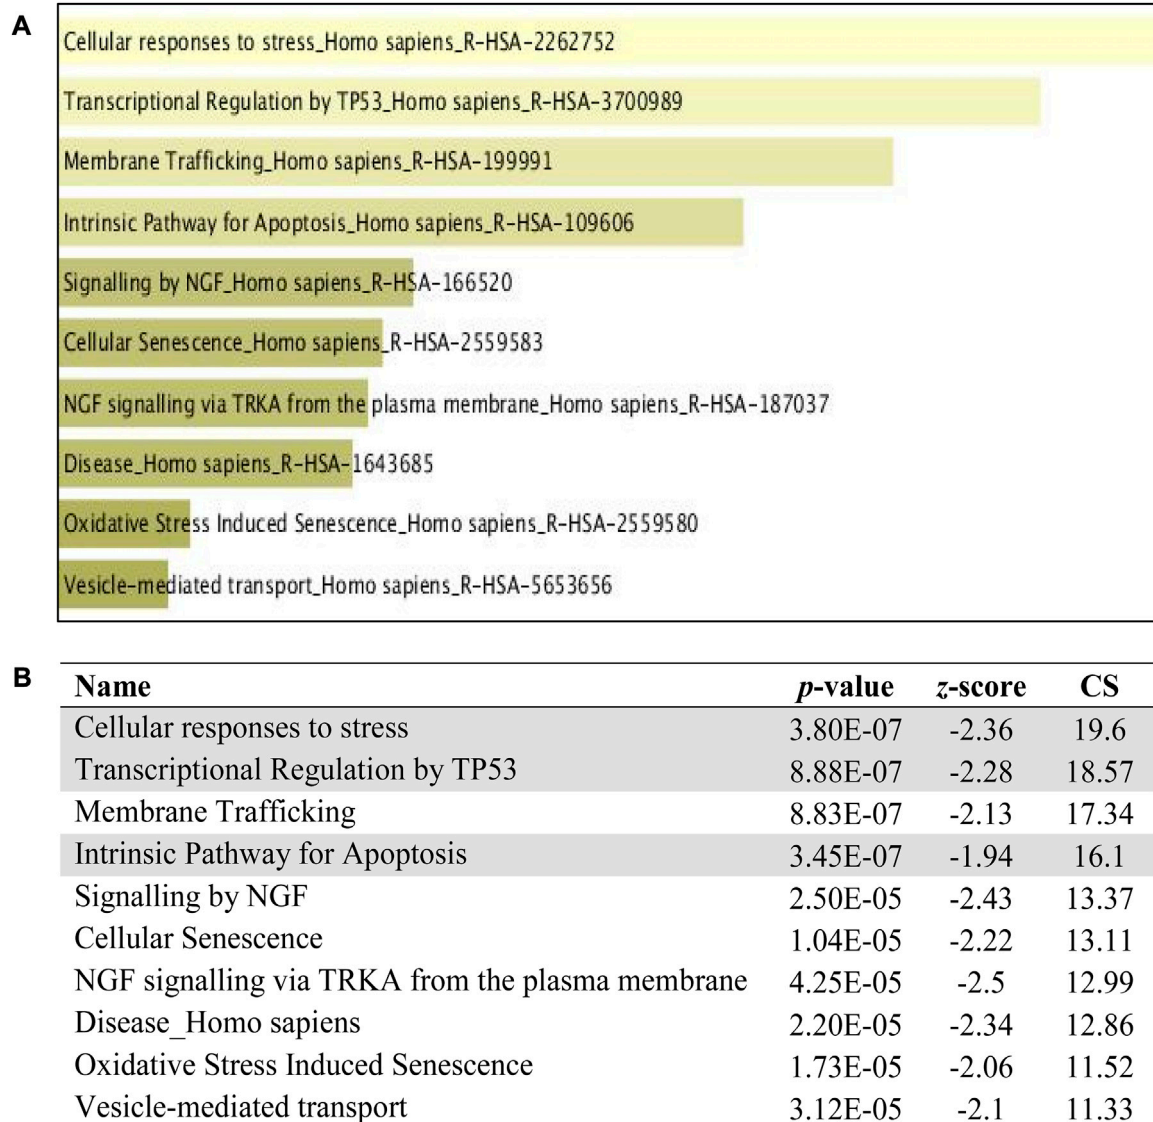 A
Cellular responses to stress_Homo sapiens_R-HSA-2262752
Transcriptional Regulation by TP53_Homo sapiens_R-HSA-3700989
Membrane Trafficking_Homo sapiens_R-HSA-199991
Intrinsic Pathway for Apoptosis_Homo sapiens_R-HSA-109606
Signalling by NGF_Homo sapiens_R-HSA-166520
Cellular Senescence_Homo sapiens_R-HSA-2559583
NGF signalling via TRKA from the plasma membrane_Homo sapiens_R-HSA-187037
Disease_Homo sapiens_R-HSA-1643685
Oxidative Stress Induced Senescence_Homo sapiens_R-HSA-2559580
Vesicle-mediated transport_Homo sapiens_R-HSA-5653656
B
Name p-value z-score CS
Cellular responses to stress 3.80E-07 -2.36 19.6
Transcriptional Regulation by TP53 8.88E-07 -2.28 18.57
Membrane Trafficking 8.83E-07 -2.13 17.34
Intrinsic Pathway for Apoptosis 3.45E-07 -1.94 16.1
Signalling by NGF 2.50E-05 -2.43 13.37
Cellular Senescence 1.04E-05 -2.22 13.11
NGF signalling via TRKA from the plasma membrane 4.25E-05 -2.5 12.99
Disease_Homo sapiens 2.20E-05 -2.34 12.86
Oxidative Stress Induced Senescence 1.73E-05 -2.06 11.52
Vesicle-mediated transport 3.12E-05 -2.1 11.33